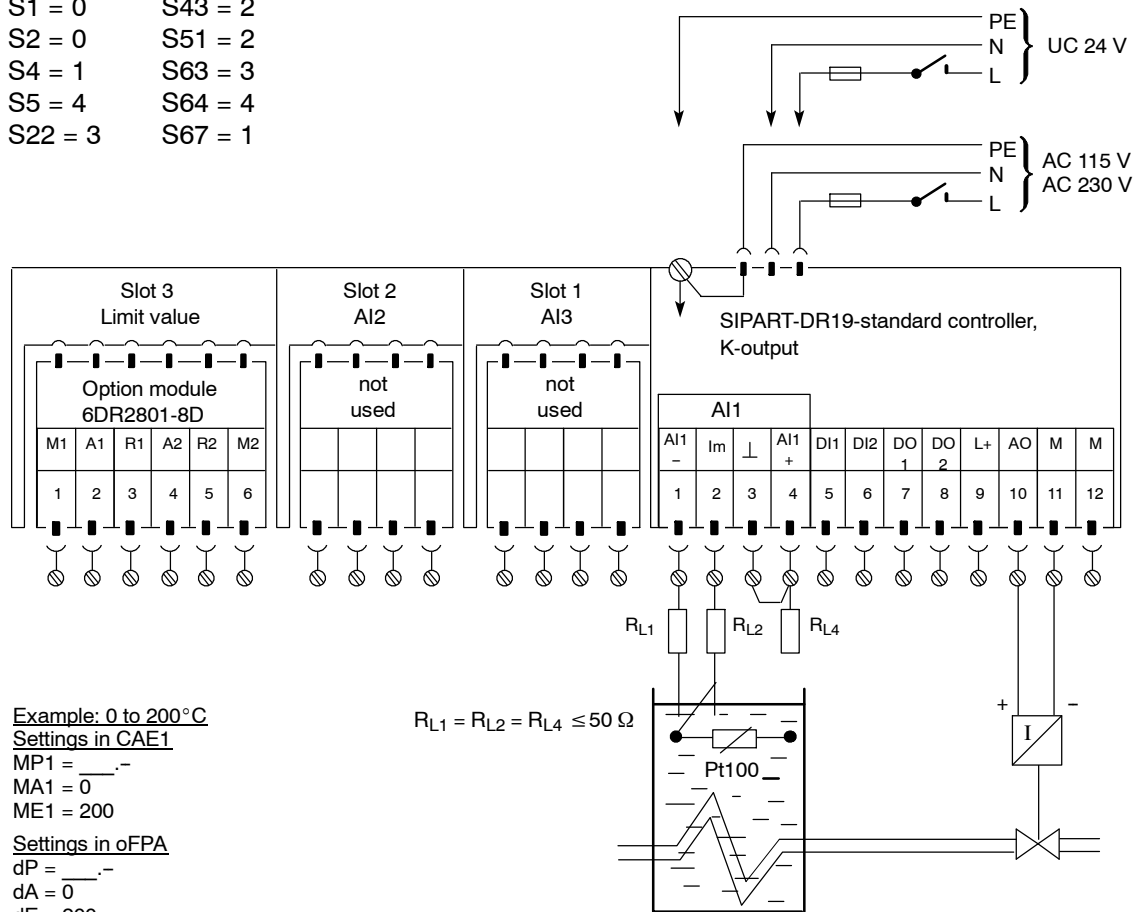 S1 = 0 S43 = 2
S2 = 0 S51 = 2
S4 = 1 S63 = 3
S5 = 4 S64 = 4
S22 = 3 S67 = 1
PE
N
L
UC 24 V
PE
N
L
AC 115 V
AC 230 V
Slot 3
Limit value
Slot 2
AI2
Slot 1
AI3
SIPART-DR19-standard controller,
K-output
Option module
6DR2801-8D
not
used
not
used
AI1
M1 A1 R1 A2 R2 M2
1 2 3 4 5 6
AI1 − Im ⊥ AI1 + DI1 DI2 DO 1 DO 2 L+ AO M M
1 2 3 4 5 6 7 8 9 10 11 12
RL1 RL2 RL4
RL1 = RL2 = RL4 ≤ 50 Ω
+ −
I
Pt100
Example: 0 to 200°C
Settings in CAE1
MP1 = ___.−
MA1 = 0
ME1 = 200
Settings in oFPA
dP = ___.−
dA = 0